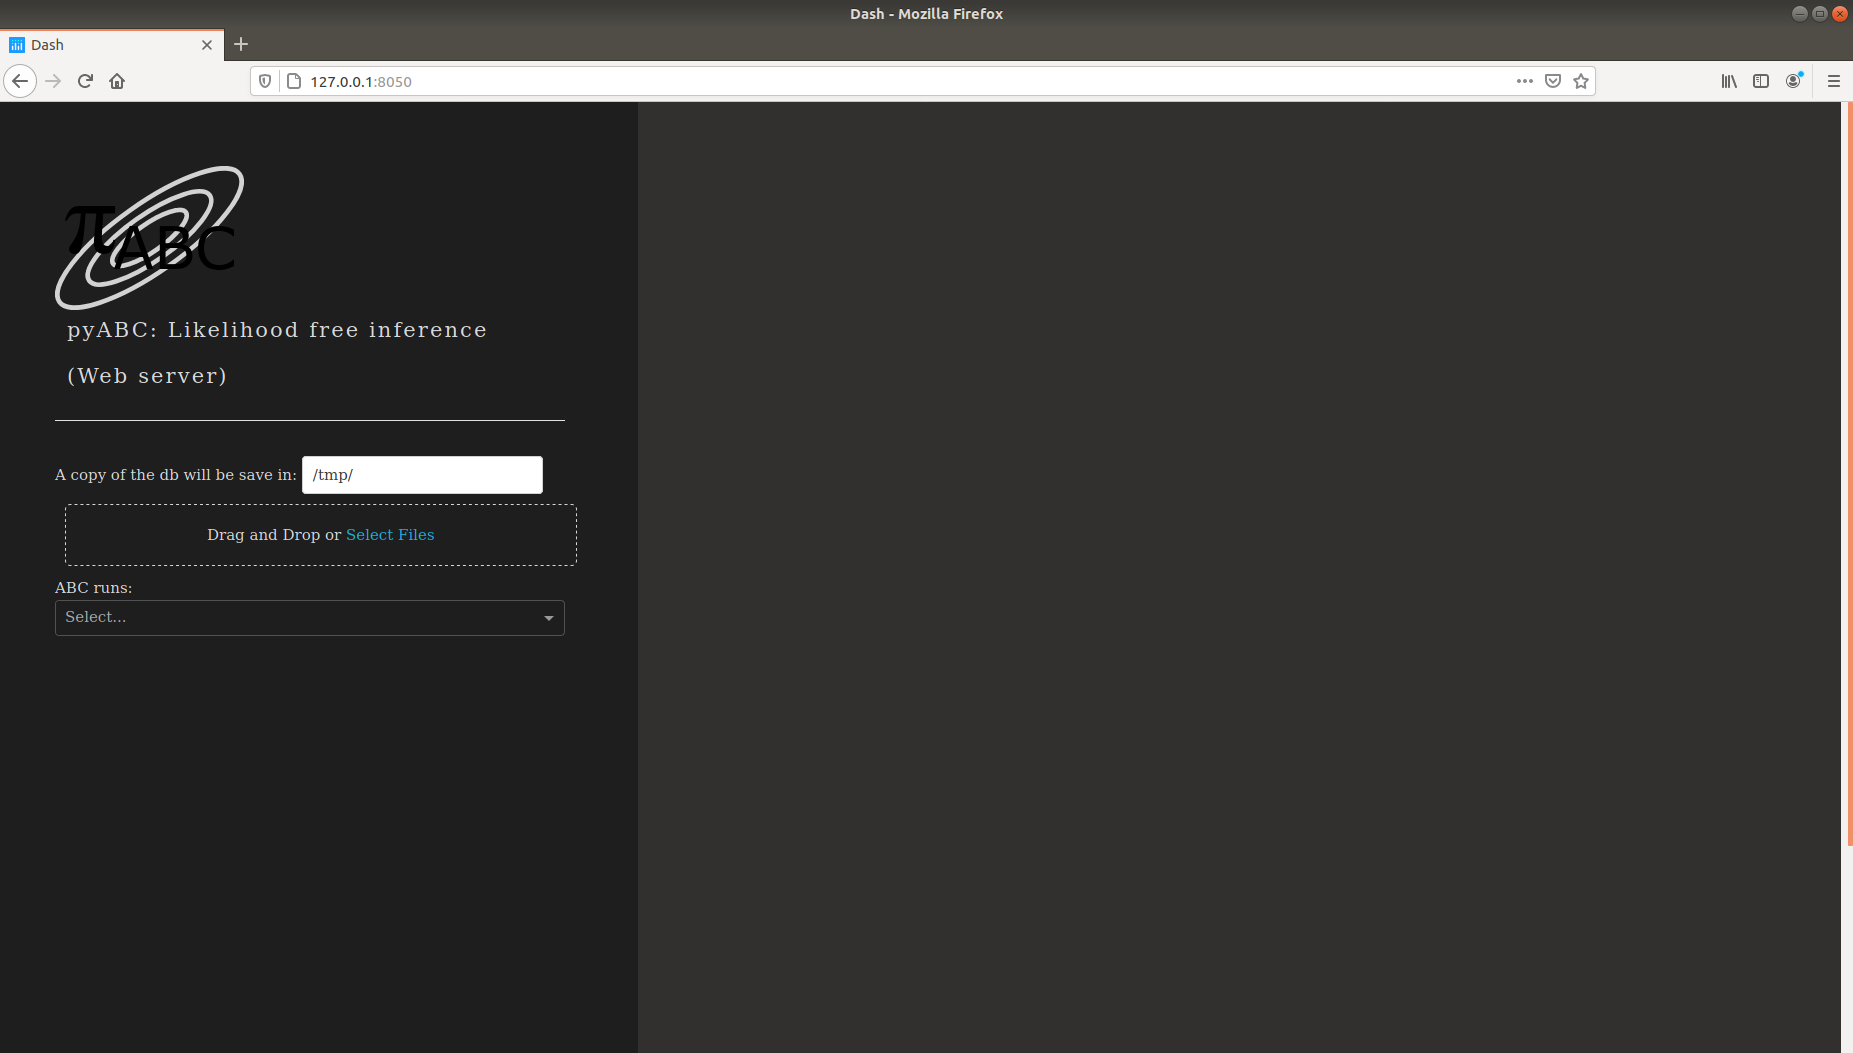 Dash - Mozilla Firefox
Dash
127.0.0.1:8050
πABC
pyABC: Likelihood free inference
(Web server)
A copy of the db will be save in: /tmp/
Drag and Drop or Select Files
ABC runs:
Select...